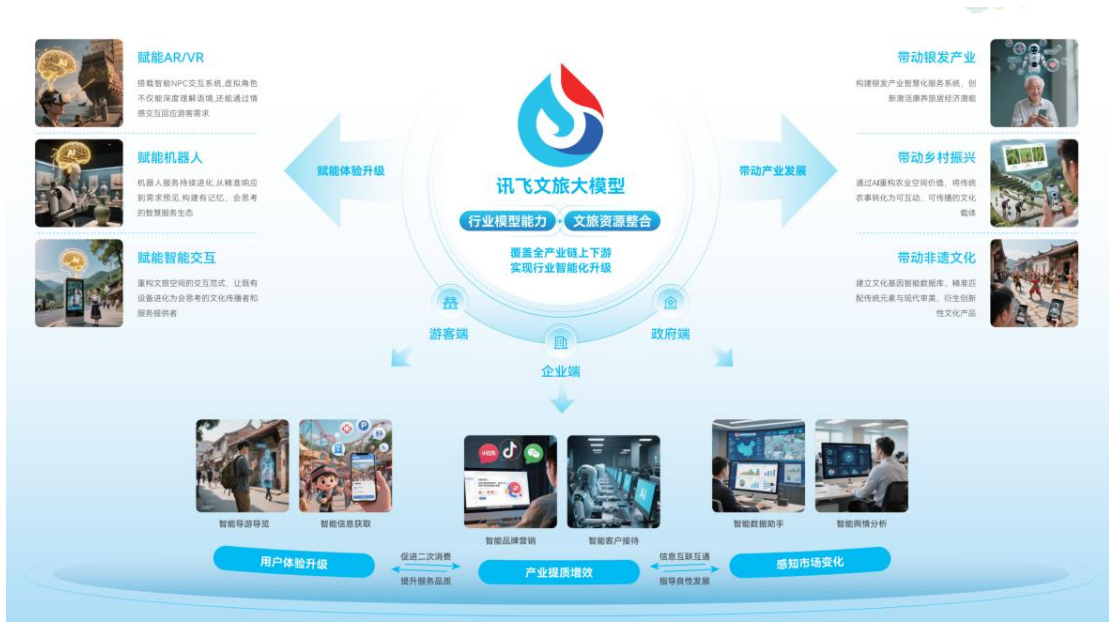 赋能AR/VR
搭载智能NPC交互系统,虚拟角色
不仅能深度理解语境,还能通过情
感交互回应游客需求
赋能机器人
机器人服务持续进化,从精准响应
到需求预见,构建有记忆、会思考
的智慧服务生态
赋能智能交互
重构文旅空间的交互范式，让既有
设备进化为会思考的文化传播者和
服务提供者
赋能体验升级
讯飞文旅大模型
行业模型能力
文旅资源整合
覆盖全产业链上下游
实现行业智能化升级
游客端
企业端
政府端
带动产业发展
带动银发产业
构建银发产业智慧化服务系统，创
新激活康养旅居经济潜能
带动乡村振兴
通过AI重构农业空间价值，将传统
农事转化为可互动、可传播的文化
载体
带动非遗文化
建立文化基因智能数据库，精准匹
配传统元素与现代审美，衍生创新
性文化产品
AI
小红书
P
AI
智能导游导览
智能信息获取
智能品牌营销
智能客户接待
智能数据助手
智能舆情分析
用户体验升级
促进二次消费
提升服务品质
产业提质增效
信息互联互通
指导良性发展
感知市场变化